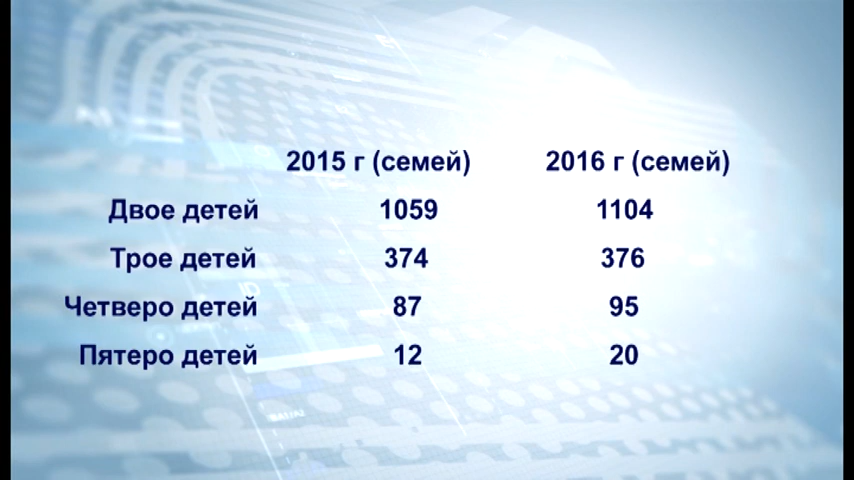 2015 г (семей) 2016 г (семей)
Двое детей 1059 1104
Трое детей 374 376
Четверо детей 87 95
Пятеро детей 12 20